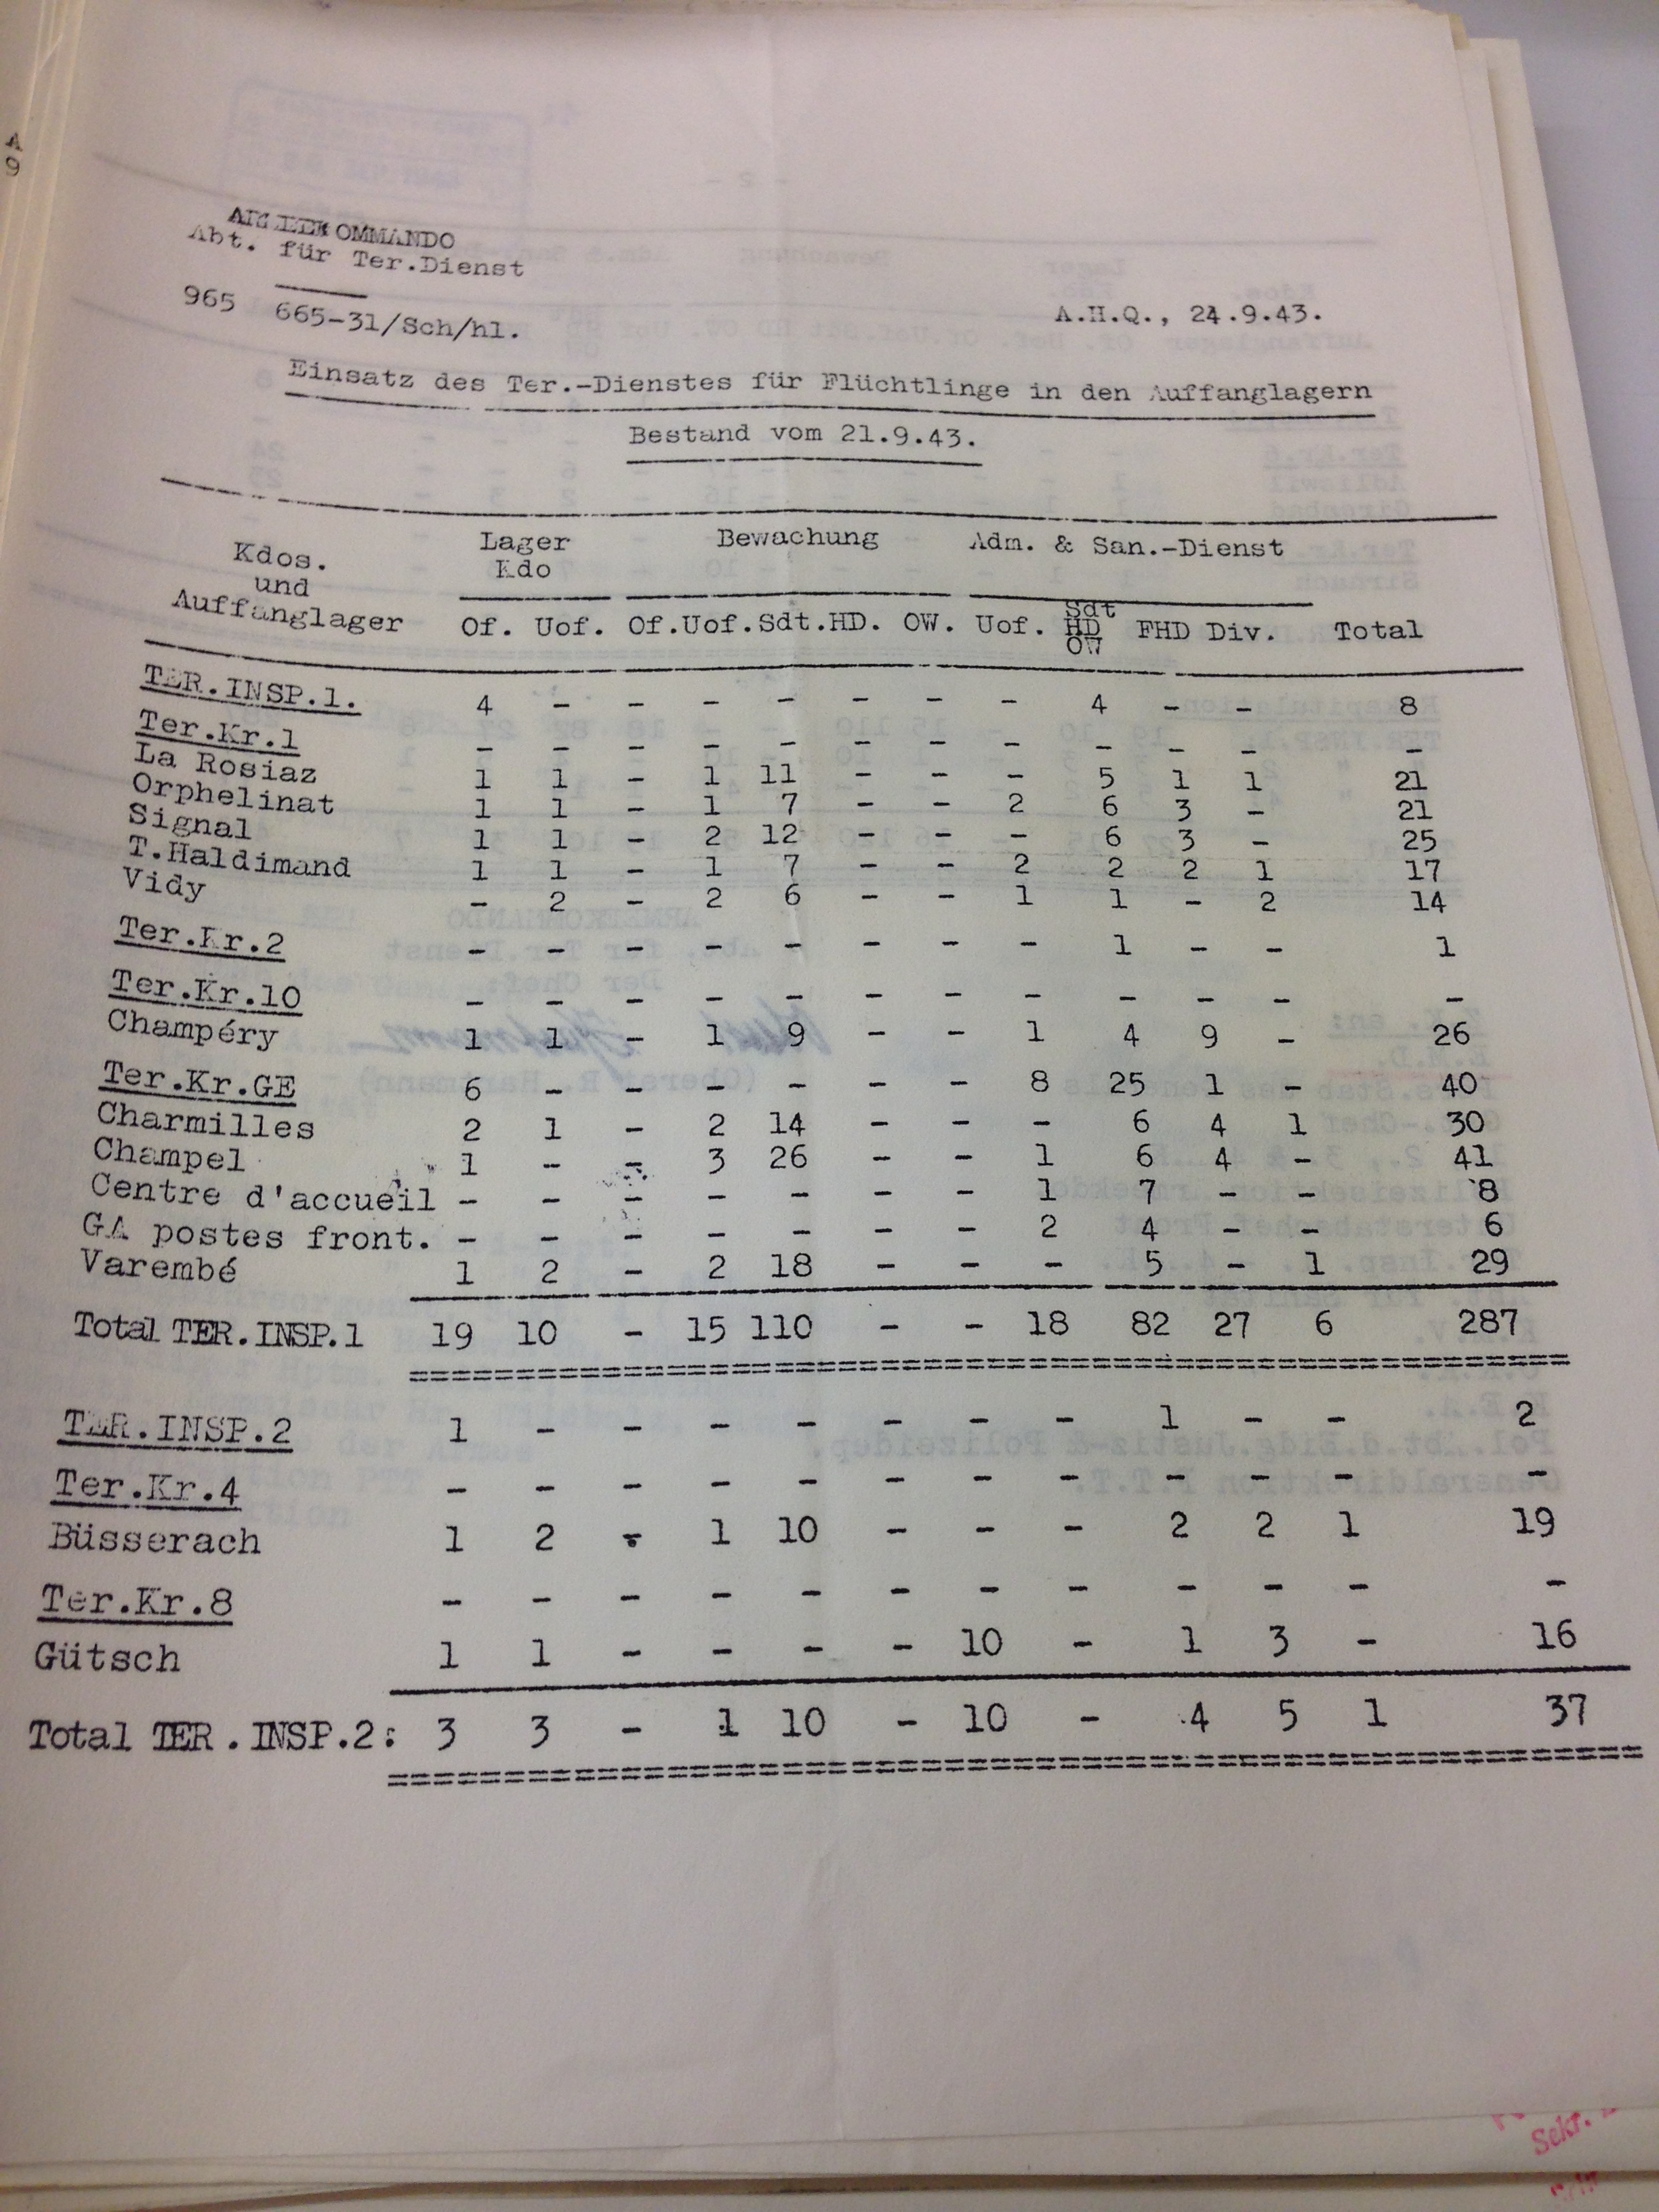 A
9
ARMEEKOMMANDO
Abt. für Ter.Dienst
965 665-31/Sch/hl.
A.H.Q., 24.9.43.
Einsatz des Ter.-Dienstes für Flüchtlinge in den Auffanglagern
Bestand vom 21.9.43.
Kdos. und Auffanglager
Lager Kdo
Bewachung
Adm. & San.-Dienst
Of. Uof. Of.Uof.Sdt.HD. OW. Uof. Sdt HD OW FHD Div. Total
TER.INSP.1. 4 - - - - - - - 4 - - 8
Ter.Kr.1 - - - - - - - - - - - -
La Rosiaz 1 1 - 1 11 - - - 5 1 1 21
Orphelinat 1 1 - 1 7 - - 2 6 3 - 21
Signal 1 1 - 2 12 - - - 6 3 - 25
T.Haldimand 1 1 - 1 7 - - 2 2 2 1 17
Vidy - 2 - 2 6 - - 1 1 - 2 14
Ter.Kr.2 - - - - - - - - 1 - - 1
Ter.Kr.10 - - - - - - - - - - - -
Champéry 1 1 - 1 9 - - 1 4 9 - 26
Ter.Kr.GE 6 - - - - - - 8 25 1 - 40
Charmilles 2 1 - 2 14 - - - 6 4 1 30
Champel 1 - - 3 26 - - 1 6 4 - 41
Centre d'accueil - - - - - - - 1 7 - - 8
GA postes front. - - - - - - - 2 4 - - 6
Varembé 1 2 - 2 18 - - - 5 - 1 29
Total TER.INSP.1 19 10 - 15 110 - - 18 82 27 6 287
TER.INSP.2 1 - - - - - - - 1 - - 2
Ter.Kr.4 - - - - - - - - - - - -
Büsserach 1 2 - 1 10 - - - 2 2 1 19
Ter.Kr.8 - - - - - - - - - - - -
Gütsch 1 1 - - - - 10 - 1 3 - 16
Total TER.INSP.2: 3 3 - 1 10 - 10 - 4 5 1 37
Sekr.